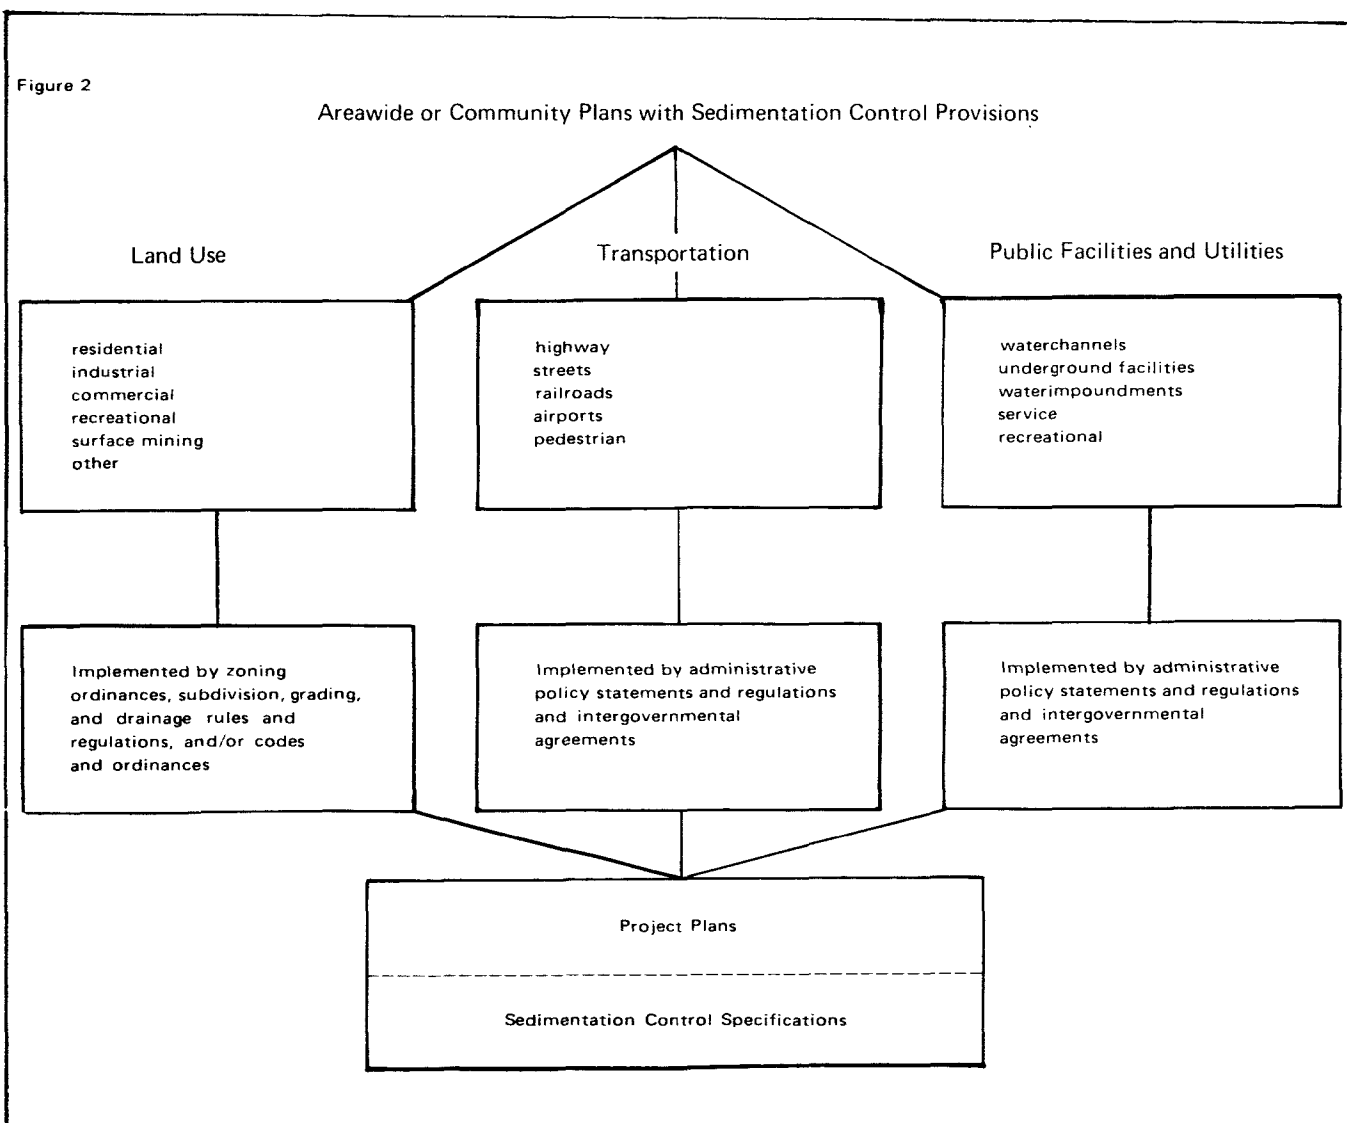 Figure 2
Areawide or Community Plans with Sedimentation Control Provisions
Land Use
Transportation
Public Facilities and Utilities
residential
industrial
commercial
recreational
surface mining
other
highway
streets
railroads
airports
pedestrian
waterchannels
underground facilities
waterimpoundments
service
recreational
Implemented by zoning
ordinances, subdivision, grading,
and drainage rules and
regulations, and/or codes
and ordinances
Implemented by administrative
policy statements and regulations
and intergovernmental
agreements
Implemented by administrative
policy statements and regulations
and intergovernmental
agreements
Project Plans
Sedimentation Control Specifications